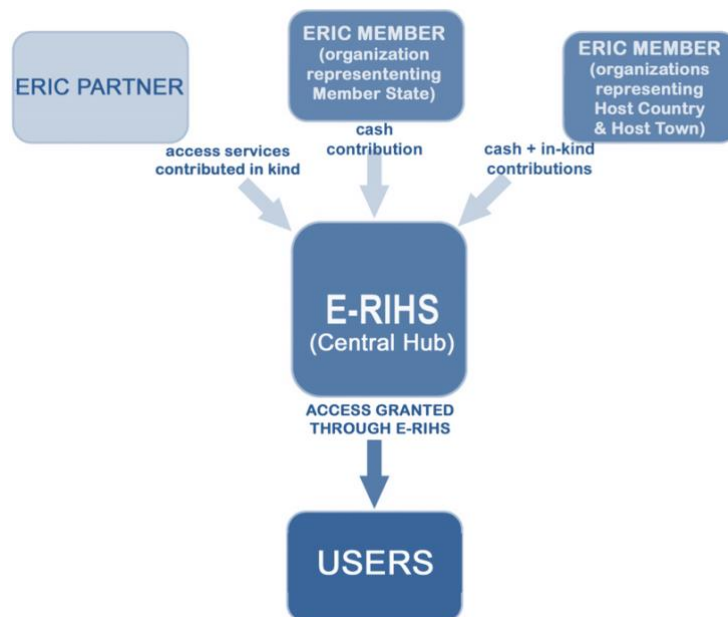 ERIC PARTNER
ERIC MEMBER
(organization
represententing
Member State)
ERIC MEMBER
(organizations
representing
Host Country
& Host Town)
access services
contributed in kind
cash
contribution
cash + in-kind
contributions
E-RIHS
(Central Hub)
ACCESS GRANTED
THROUGH E-RIHS
USERS